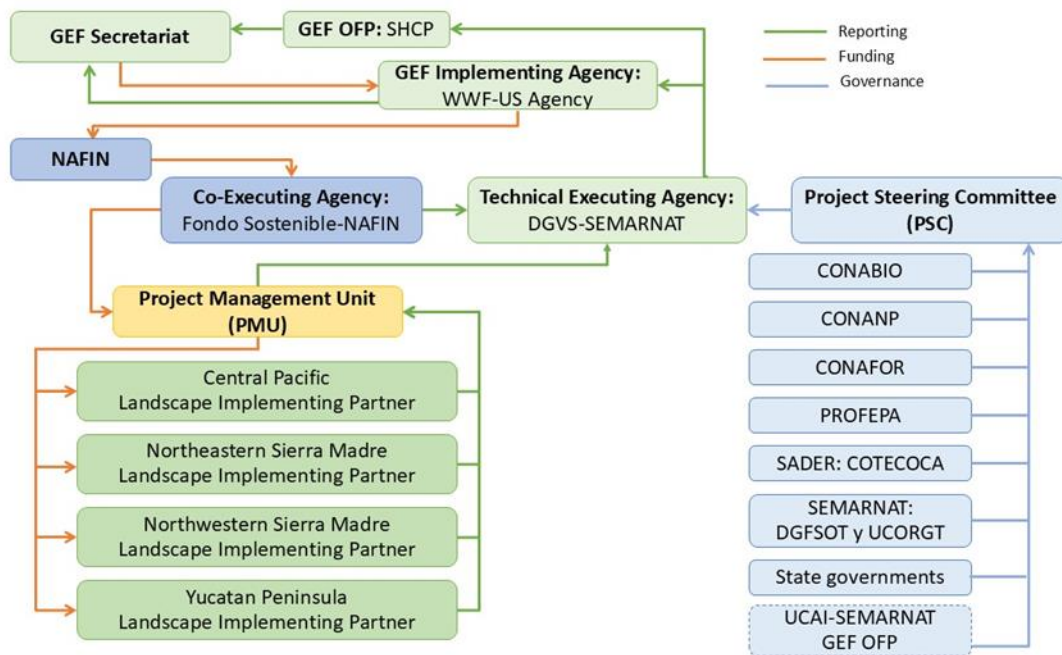 GEF Secretariat
GEF OFP: SHCP
GEF Implementing Agency:
WWF-US Agency
Reporting
Funding
Governance
NAFIN
Co-Executing Agency:
Fondo Sostenible-NAFIN
Technical Executing Agency:
DGVS-SEMARNAT
Project Steering Committee
(PSC)
Project Management Unit
(PMU)
Central Pacific
Landscape Implementing Partner
Northeastern Sierra Madre
Landscape Implementing Partner
Northwestern Sierra Madre
Landscape Implementing Partner
Yucatan Peninsula
Landscape Implementing Partner
CONABIO
CONANP
CONAFOR
PROFEPA
SADER: COTECOCA
SEMARNAT:
DGFSOT y UCORGT
State governments
UCAI-SEMARNAT
GEF OFP